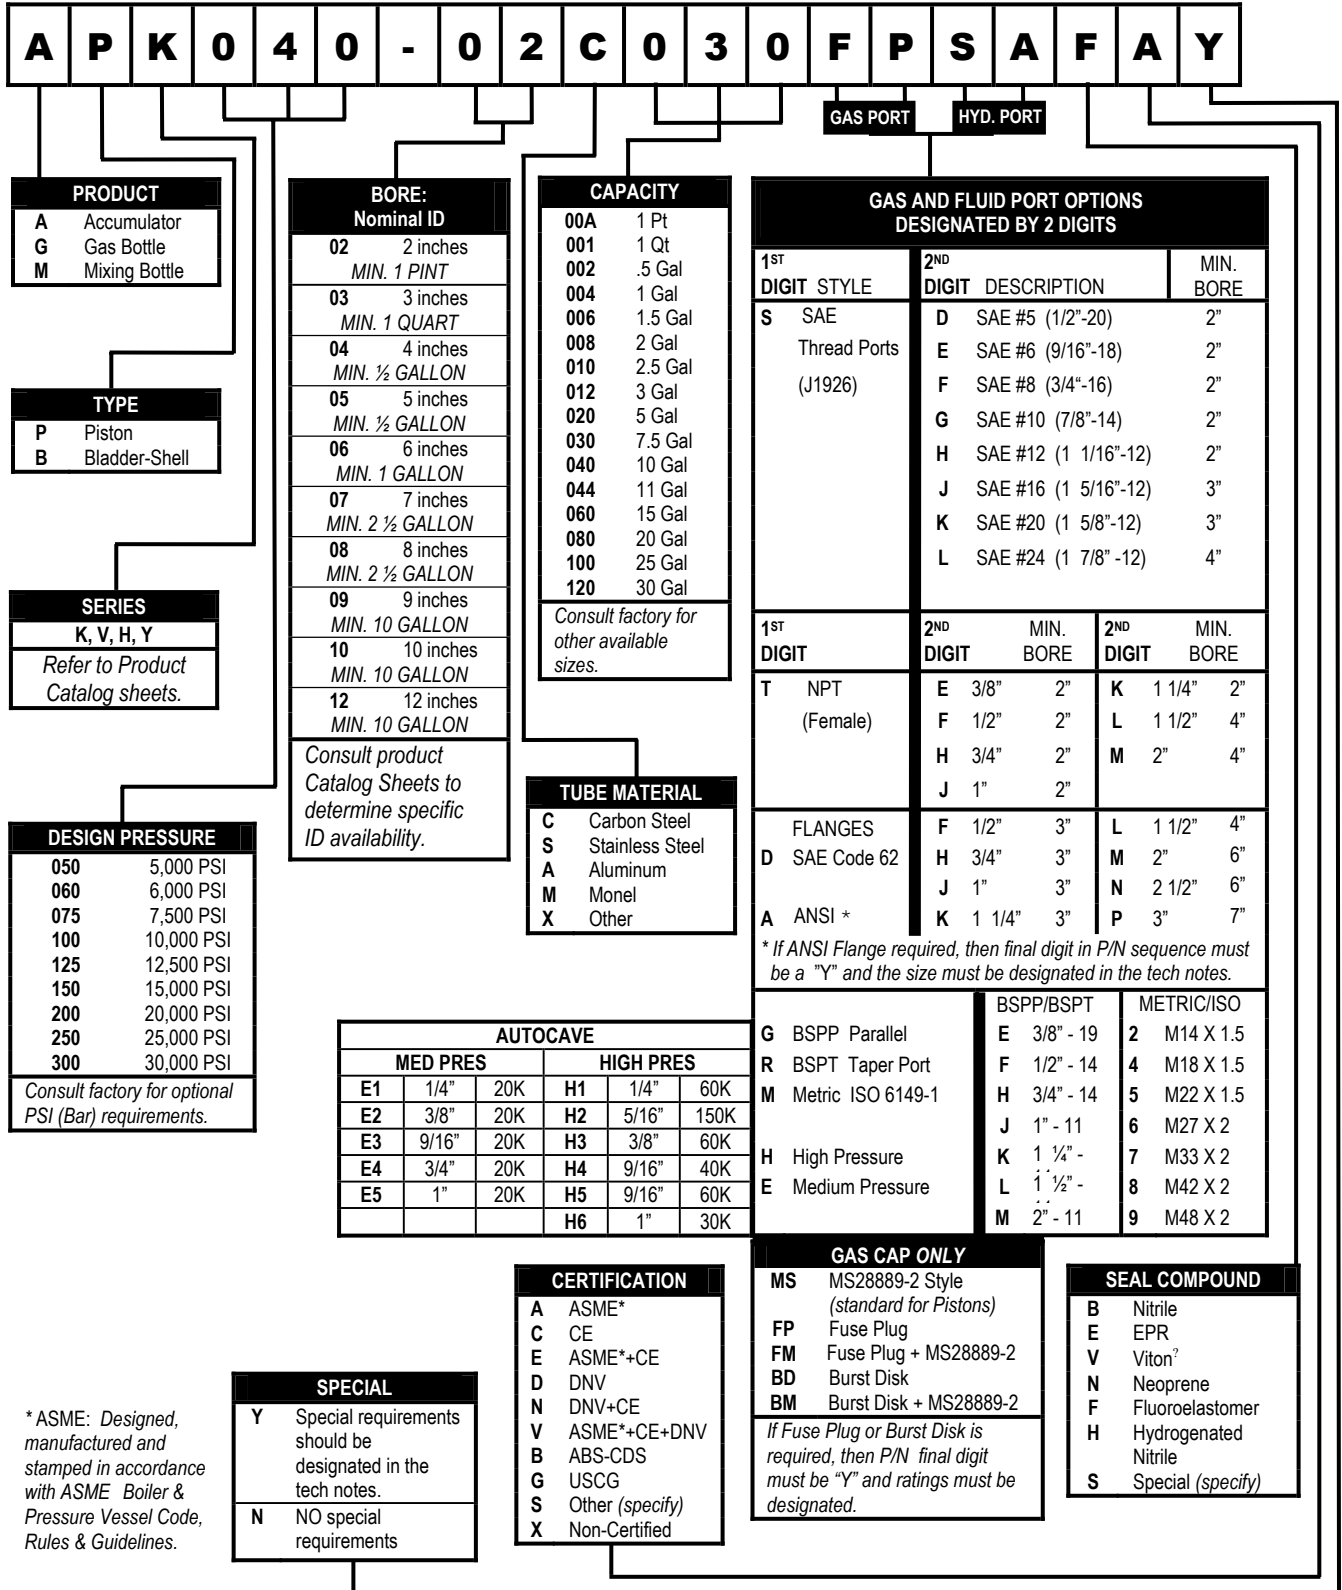 A P K 0 4 0 - 0 2 C 0 3 0 F P S A F A Y
GAS PORT
HYD. PORT
PRODUCT
A Accumulator
G Gas Bottle
M Mixing Bottle
TYPE
P Piston
B Bladder-Shell
SERIES
K, V, H, Y
Refer to Product
Catalog sheets.
DESIGN PRESSURE
050 5,000 PSI
060 6,000 PSI
075 7,500 PSI
100 10,000 PSI
125 12,500 PSI
150 15,000 PSI
200 20,000 PSI
250 25,000 PSI
300 30,000 PSI
Consult factory for optional
PSI (Bar) requirements.
BORE:
Nominal ID
02 2 inches
MIN. 1 PINT
03 3 inches
MIN. 1 QUART
04 4 inches
MIN. ½ GALLON
05 5 inches
MIN. ½ GALLON
06 6 inches
MIN. 1 GALLON
07 7 inches
MIN. 2 ½ GALLON
08 8 inches
MIN. 2 ½ GALLON
09 9 inches
MIN. 10 GALLON
10 10 inches
MIN. 10 GALLON
12 12 inches
MIN. 10 GALLON
Consult product
Catalog Sheets to
determine specific
ID availability.
CAPACITY
00A 1 Pt
001 1 Qt
002 .5 Gal
004 1 Gal
006 1.5 Gal
008 2 Gal
010 2.5 Gal
012 3 Gal
020 5 Gal
030 7.5 Gal
040 10 Gal
044 11 Gal
060 15 Gal
080 20 Gal
100 25 Gal
120 30 Gal
Consult factory for
other available
sizes.
TUBE MATERIAL
C Carbon Steel
S Stainless Steel
A Aluminum
M Monel
X Other
GAS AND FLUID PORT OPTIONS
DESIGNATED BY 2 DIGITS
1ST 2ND MIN.
DIGIT STYLE DIGIT DESCRIPTION BORE
S SAE D SAE #5 (1/2"-20) 2"
Thread Ports E SAE #6 (9/16"-18) 2"
(J1926) F SAE #8 (3/4"-16) 2"
G SAE #10 (7/8"-14) 2"
H SAE #12 (1 1/16"-12) 2"
J SAE #16 (1 5/16"-12) 3"
K SAE #20 (1 5/8"-12) 3"
L SAE #24 (1 7/8" -12) 4"
1ST 2ND MIN. 2ND MIN.
DIGIT DIGIT BORE DIGIT BORE
T NPT E 3/8" 2" K 1 1/4" 2"
(Female) F 1/2" 2" L 1 1/2" 4"
H 3/4" 2" M 2" 4"
J 1" 2"
FLANGES F 1/2" 3" L 1 1/2" 4"
D SAE Code 62 H 3/4" 3" M 2" 6"
J 1" 3" N 2 1/2" 6"
A ANSI * K 1 1/4" 3" P 3" 7"
* If ANSI Flange required, then final digit in P/N sequence must
be a "Y" and the size must be designated in the tech notes.
BSPP/BSPT METRIC/ISO
G BSPP Parallel E 3/8" - 19 2 M14 X 1.5
R BSPT Taper Port F 1/2" - 14 4 M18 X 1.5
M Metric ISO 6149-1 H 3/4" - 14 5 M22 X 1.5
J 1" - 11 6 M27 X 2
H High Pressure K 1 ¼" - 7 M33 X 2
E Medium Pressure L 1 ½" - 8 M42 X 2
M 2" - 11 9 M48 X 2
AUTOCAVE
MED PRES HIGH PRES
E1 1/4" 20K H1 1/4" 60K
E2 3/8" 20K H2 5/16" 150K
E3 9/16" 20K H3 3/8" 60K
E4 3/4" 20K H4 9/16" 40K
E5 1" 20K H5 9/16" 60K
H6 1" 30K
GAS CAP ONLY
MS MS28889-2 Style
(standard for Pistons)
FP Fuse Plug
FM Fuse Plug + MS28889-2
BD Burst Disk
BM Burst Disk + MS28889-2
If Fuse Plug or Burst Disk is
required, then P/N final digit
must be "Y" and ratings must be
designated.
SEAL COMPOUND
B Nitrile
E EPR
V Viton?
N Neoprene
F Fluoroelastomer
H Hydrogenated
Nitrile
S Special (specify)
CERTIFICATION
A ASME*
C CE
E ASME*+CE
D DNV
N DNV+CE
V ASME*+CE+DNV
B ABS-CDS
G USCG
S Other (specify)
X Non-Certified
SPECIAL
Y Special requirements
should be
designated in the
tech notes.
N NO special
requirements
* ASME: Designed,
manufactured and
stamped in accordance
with ASME Boiler &
Pressure Vessel Code,
Rules & Guidelines.